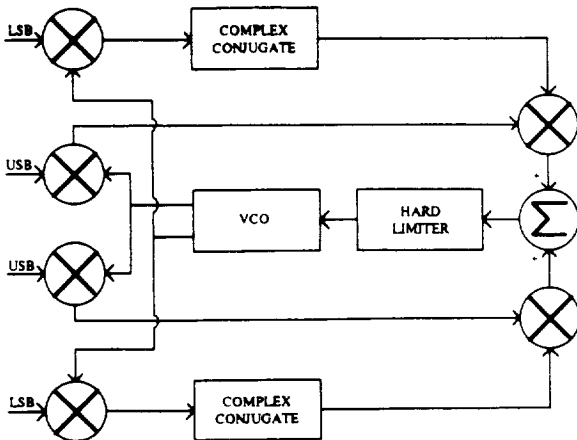 LSB
COMPLEX
CONJUGATE
USB
VCO
HARD
LIMITER
Σ
USB
LSB
COMPLEX
CONJUGATE